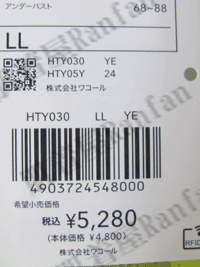 アンダーバスト
68~88
LL
HTY030 YE
HTY05Y 24
株式会社ワコール
HTY030 LL YE
4903724548000
希望小売価格
税込 ¥5,280
(本体価格 ¥4,800)
株式会社ワコール
RFID
Ranfan